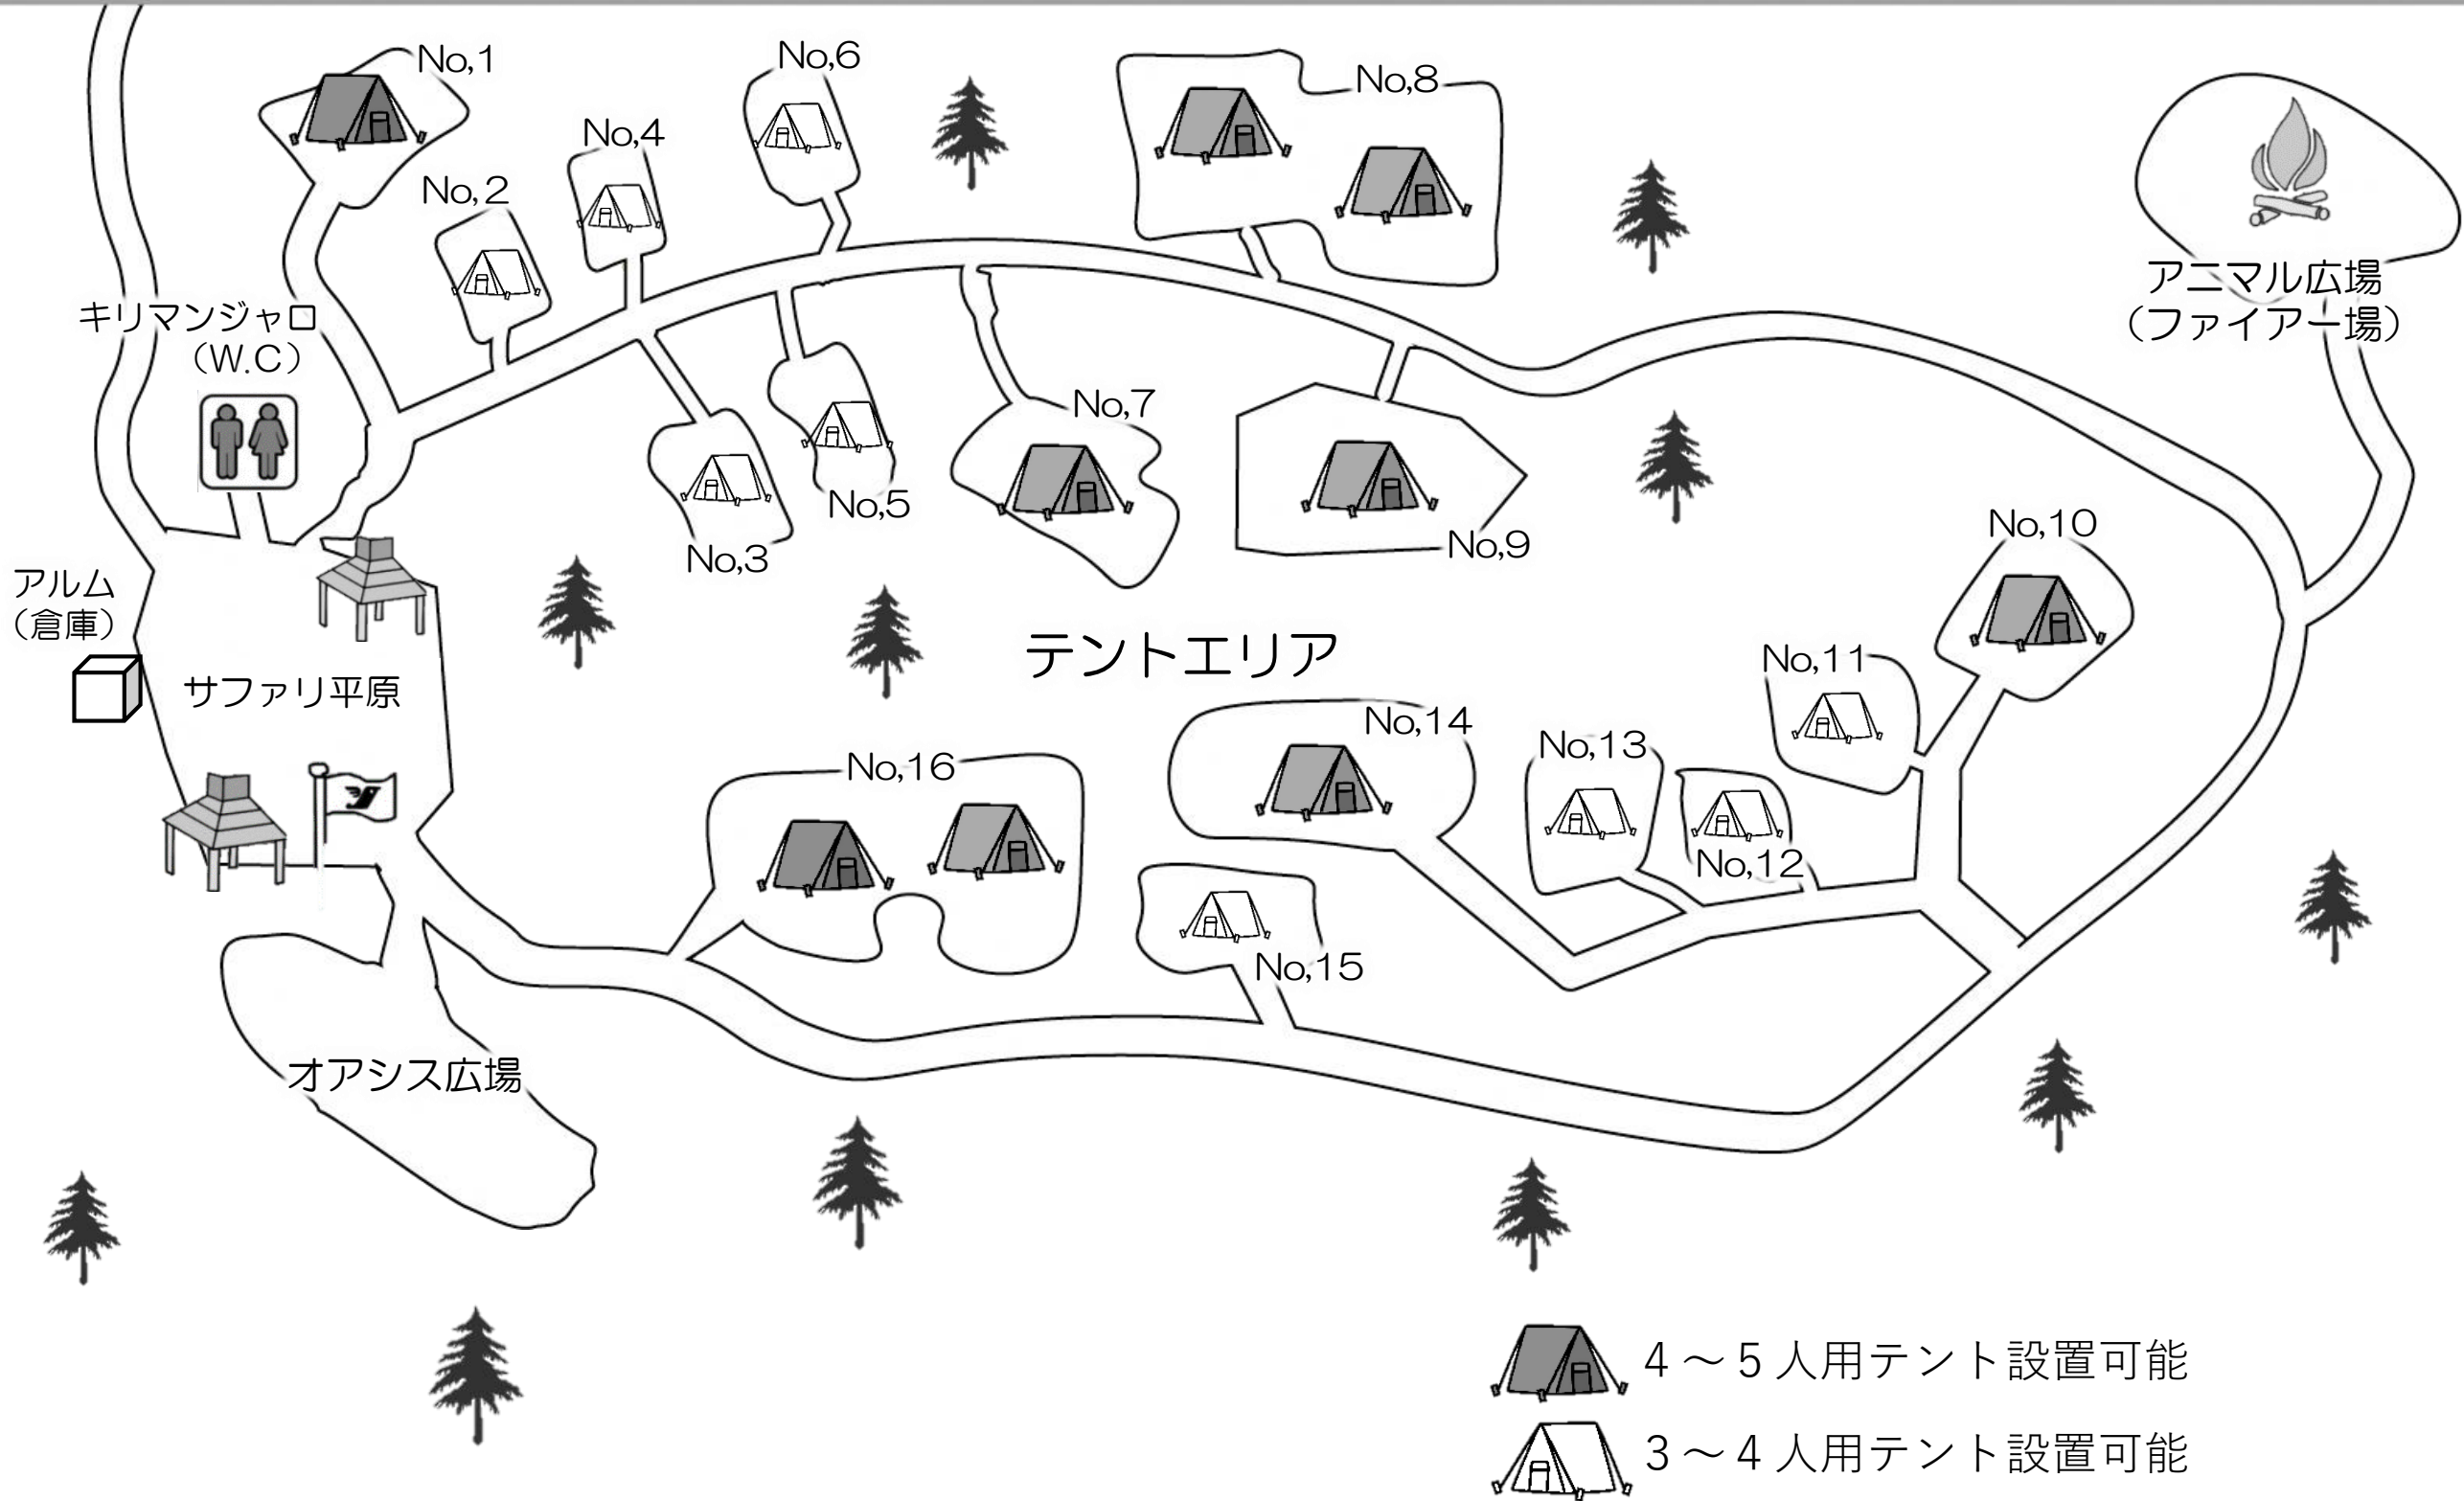 No,1
No,6
No,8
No,4
No,2
アニマル広場
（ファイアー場）
キリマンジャロ
（W.C）
No,7
No,5
No,3
No,9
No,10
アルム
（倉庫）
テントエリア
サファリ平原
No,11
No,14
No,13
No,16
No,12
No,15
オアシス広場
4～5人用テント設置可能
3～4人用テント設置可能